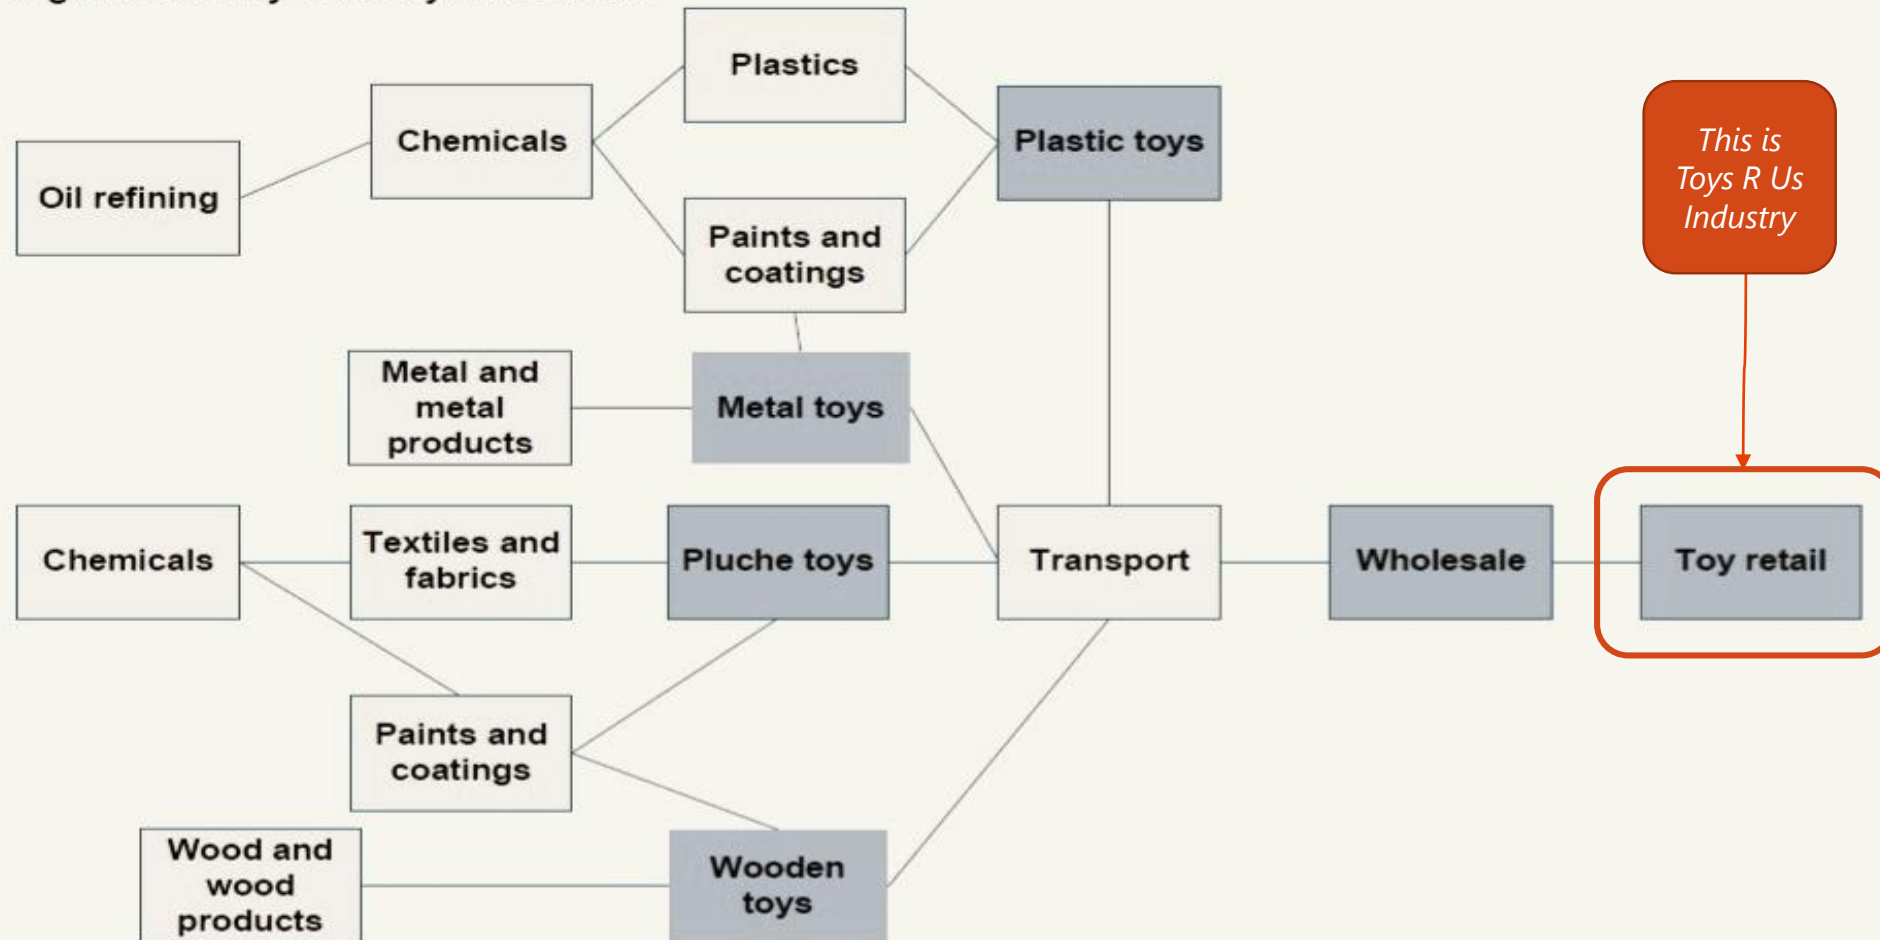 Plastics
Chemicals
Plastic toys
Oil refining
Paints and
coatings
This is
Toys R Us
Industry
Metal and
metal
products
Metal toys
Chemicals
Textiles and
fabrics
Pluche toys
Transport
Wholesale
Toy retail
Paints and
coatings
Wood and
wood
products
Wooden
toys